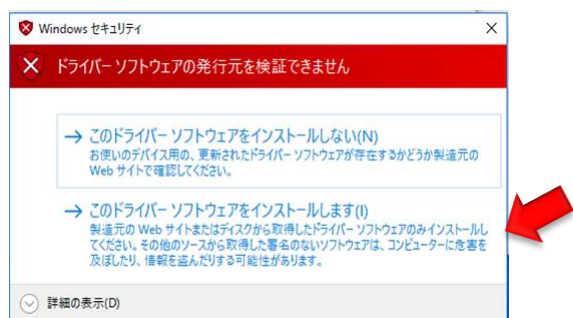 Windows セキュリティ
ドライバー ソフトウェアの発行元を検証できません
→ このドライバー ソフトウェアをインストールしない(N)
お使いのデバイス用の、更新されたドライバー ソフトウェアが存在するかどうか製造元の
Web サイトで確認してください。
→ このドライバー ソフトウェアをインストールします(I)
製造元の Web サイトまたはディスクから取得したドライバー ソフトウェアのみインストールし
てください。その他のソースから取得した署名のないソフトウェアは、コンピューターに危害を
及ぼしたり、情報を盗んだりする可能性があります。
詳細の表示(D)